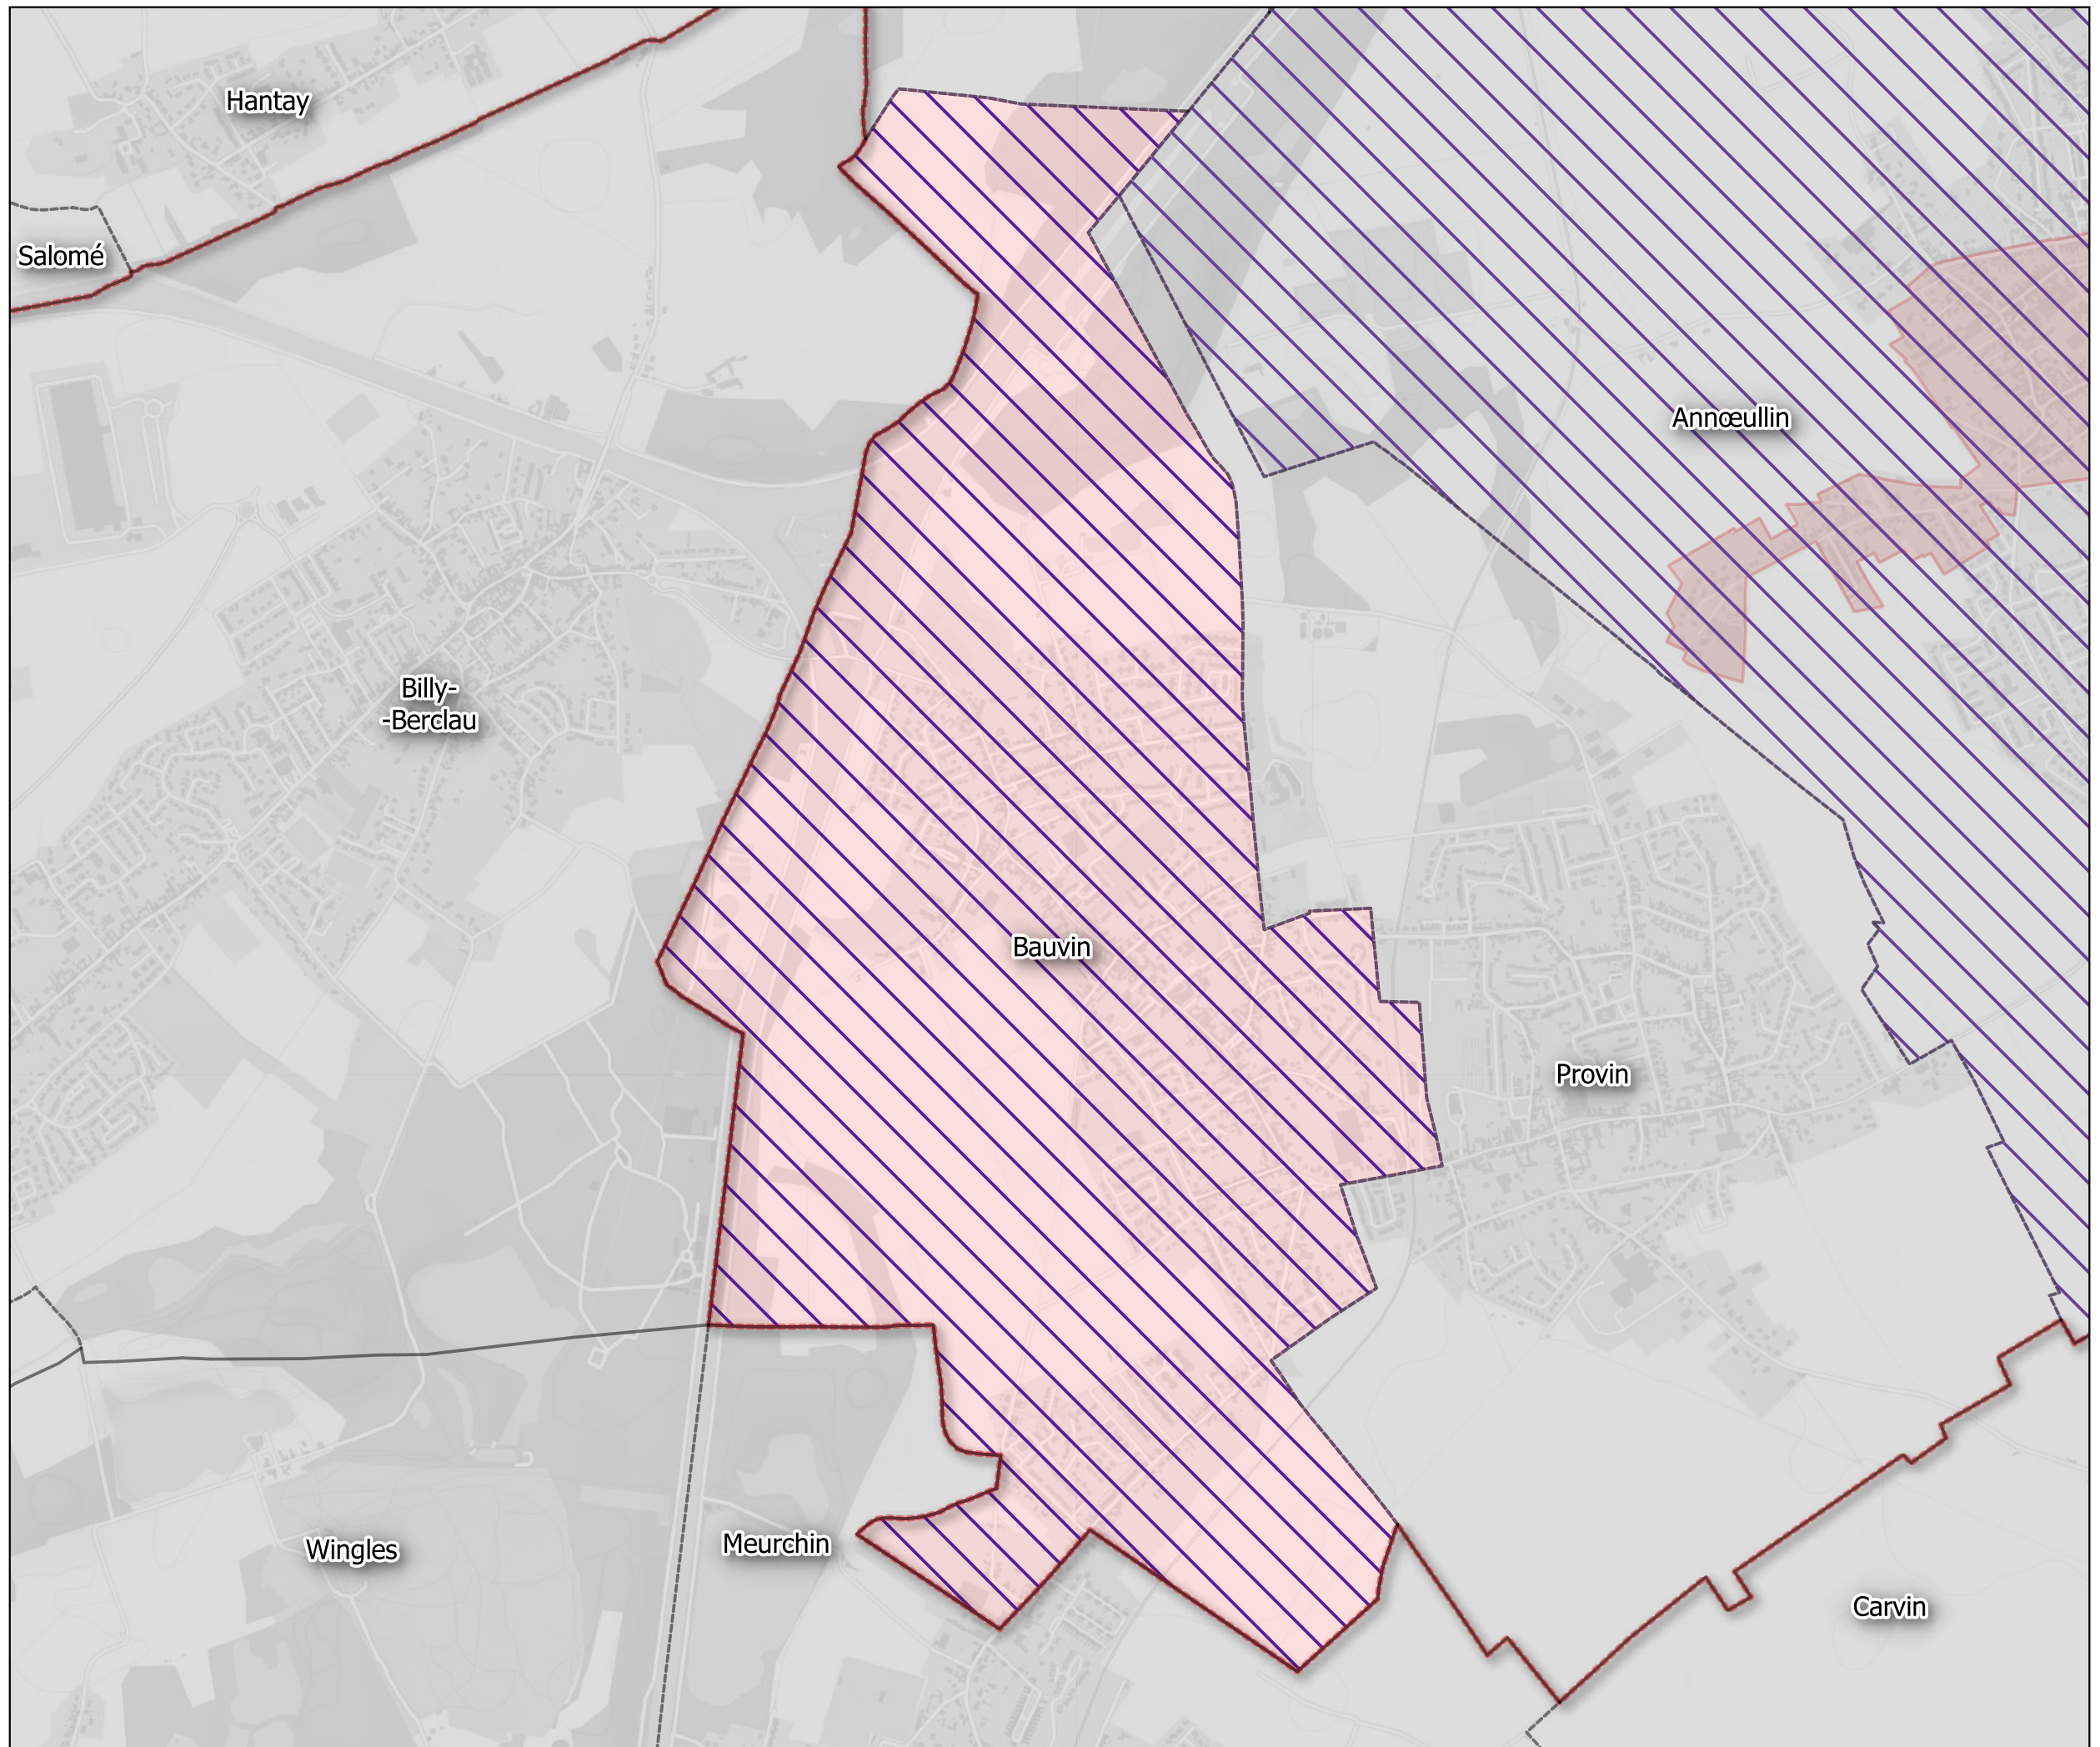 Hantay
Salomé
Annœullin
Billy-
-Berclau
Bauvin
Provin
Wingles
Meurchin
Carvin